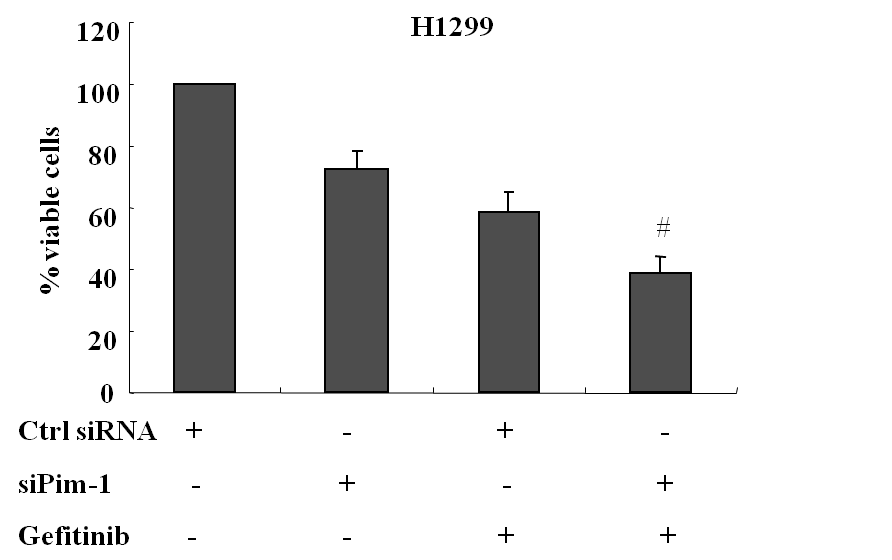 H1299
120
100
80
60
40
20
0
% viable cells
#
Ctrl siRNA + - + -
siPim-1 - + - +
Gefitinib - - + +